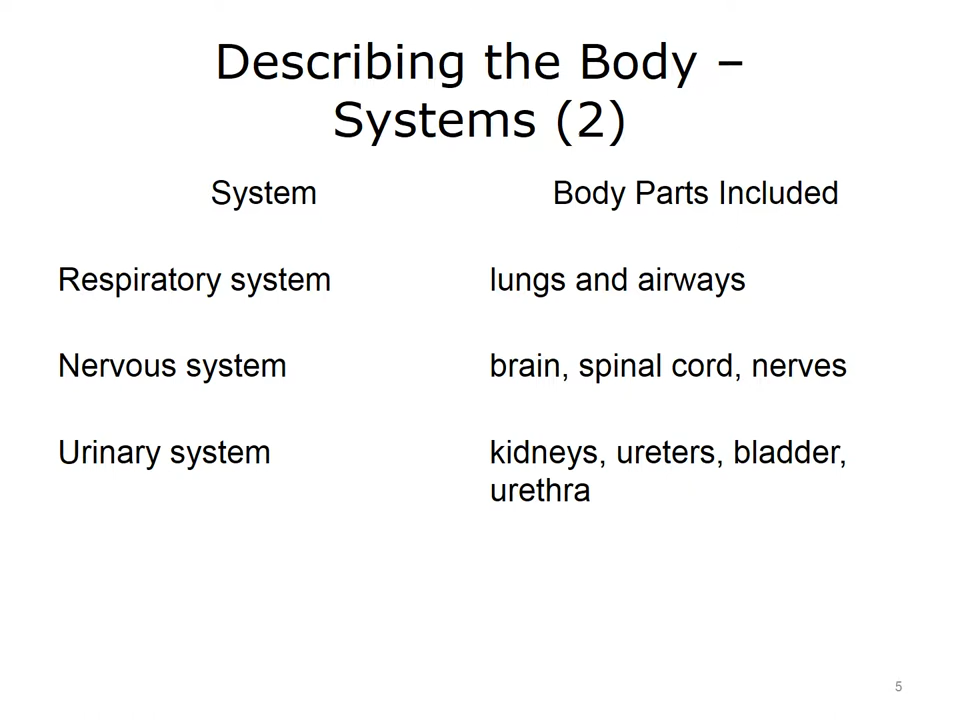 Describing the Body –
Systems (2)
System Body Parts Included
Respiratory system lungs and airways
Nervous system brain, spinal cord, nerves
Urinary system kidneys, ureters, bladder,
urethra
5